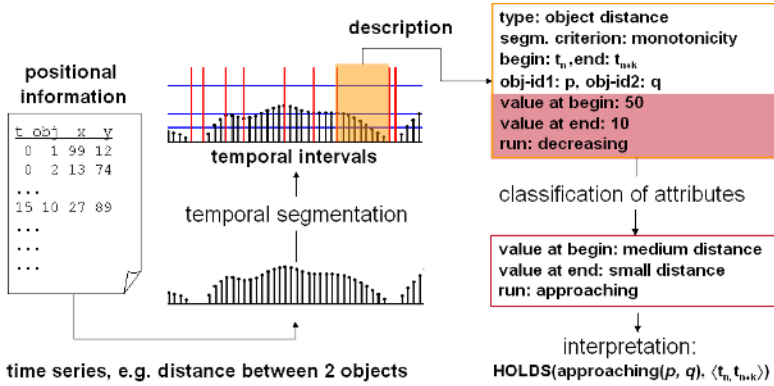 description
positional
information
t obj x y
0 1 99 12
0 2 13 74
...
15 10 27 89
...
...
...
temporal intervals
temporal segmentation
time series, e.g. distance between 2 objects
type: object distance
segm. criterion: monotonicity
begin: tn ,end: tn+k
obj-id1: p, obj-id2: q
value at begin: 50
value at end: 10
run: decreasing
classification of attributes
value at begin: medium distance
value at end: small distance
run: approaching
interpretation:
HOLDS(approaching(p, q), ⟨tn, tn+k⟩)